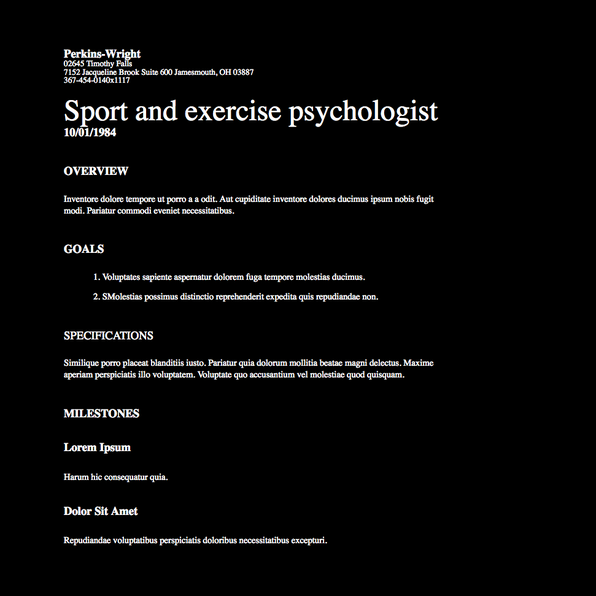 Perkins-Wright
02645 Timothy Falls
7152 Jacqueline Brook Suite 600 Jamesmouth, OH 03887
367-454-0140x1117
Sport and exercise psychologist
10/01/1984
OVERVIEW
Inventore dolore tempore ut porro a a odit. Aut cupiditate inventore dolores ducimus ipsum nobis fugit
modi. Pariatur commodi eveniet necessitatibus.
GOALS
1. Voluptates sapiente aspernatur dolorem fuga tempore molestias ducimus.
2. SMolestias possimus distinctio reprehenderit expedita quis repudiandae non.
SPECIFICATIONS
Similique porro placeat blanditiis iusto. Pariatur quia dolorum mollitia beatae magni delectus. Maxime
aperiam perspiciatis illo voluptatem. Voluptate quo accusantium vel molestiae quod quisquam.
MILESTONES
Lorem Ipsum
Harum hic consequatur quia.
Dolor Sit Amet
Repudiandae voluptatibus perspiciatis doloribus necessitatibus excepturi.